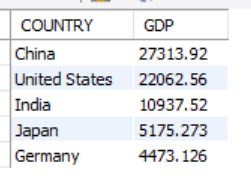 COUNTRY GDP
China 27313.92
United States 22062.56
India 10937.52
Japan 5175.273
Germany 4473.126